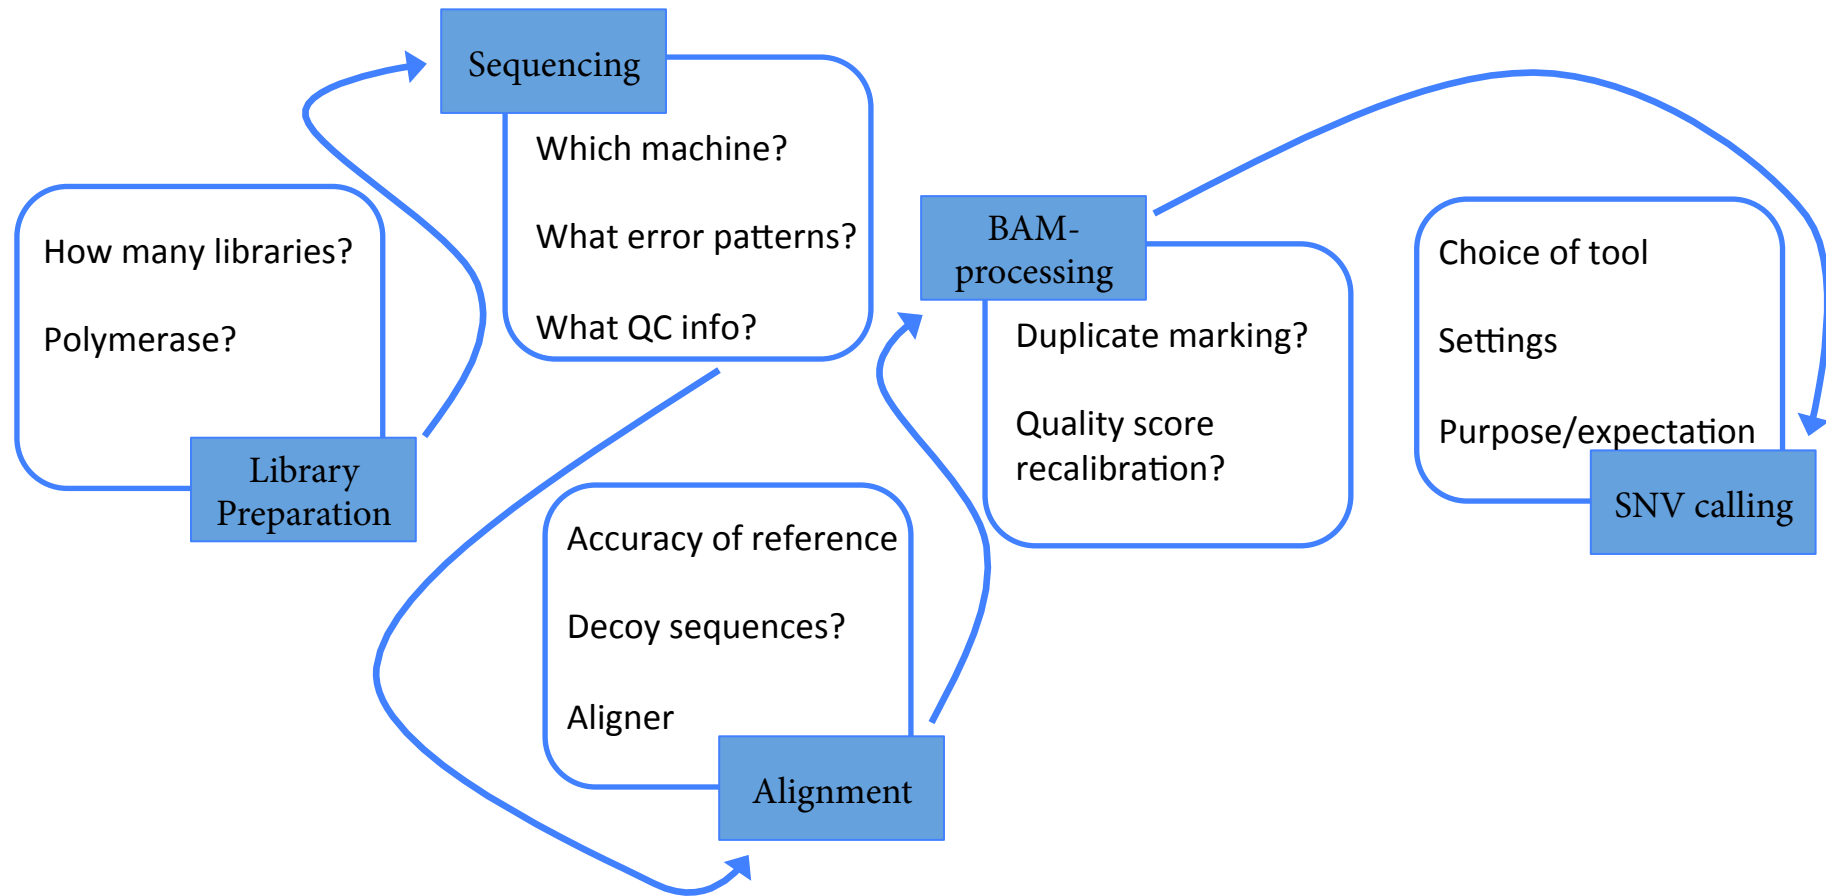 How many libraries?
Polymerase?
Library
Preparation
Sequencing
Which machine?
What error patterns?
What QC info?
Accuracy of reference
Decoy sequences?
Aligner
Alignment
BAM-
processing
Duplicate marking?
Quality score
recalibration?
Choice of tool
Settings
Purpose/expectation
SNV calling